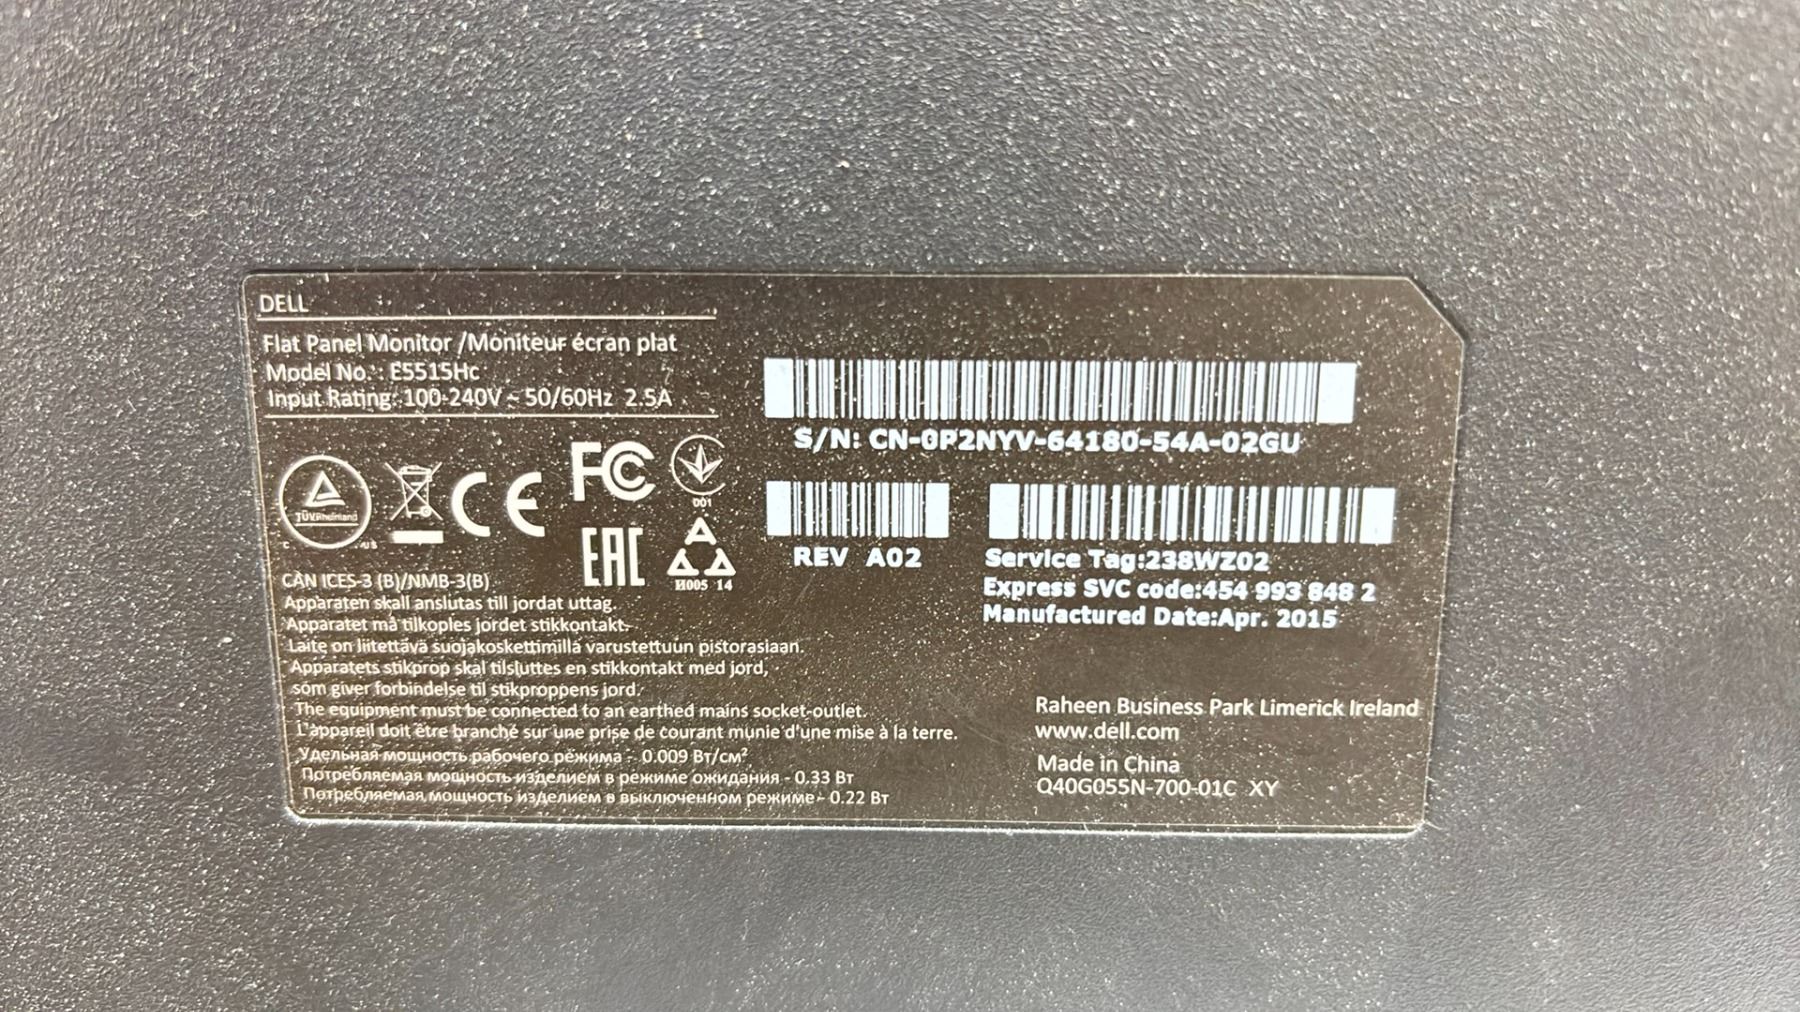 DELL
Flat Panel Monitor /Moniteur écran plat
Model No. : E5515Hc
Input Rating: 100-240V ~ 50/60Hz 2.5A
S/N: CN-0P2NYV-64180-54A-02GU
TÜVRheinland
C US
CE
FC
001
EAC
И005 14
REV A02
Service Tag:238WZ02
Express SVC code:454 993 848 2
Manufactured Date:Apr. 2015
CAN ICES-3 (B)/NMB-3(B)
Apparaten skall anslutas till jordat uttag.
Apparatet må tilkoples jordet stikkontakt.
Laite on liitettävä suojakoskettimilla varustettuun pistorasiaan.
Apparatets stikprop skal tilsluttes en stikkontakt med jord,
som giver forbindelse til stikproppens jord.
The equipment must be connected to an earthed mains socket-outlet.
L'appareil doit être branché sur une prise de courant munie d'une mise à la terre.
Удельная мощность рабочего режима - 0.009 Вт/см²
Потребляемая мощность изделием в режиме ожидания - 0.33 Вт
Потребляемая мощность изделием в выключенном режиме - 0.22 Вт
Raheen Business Park Limerick Ireland
www.dell.com
Made in China
Q40G055N-700-01C XY